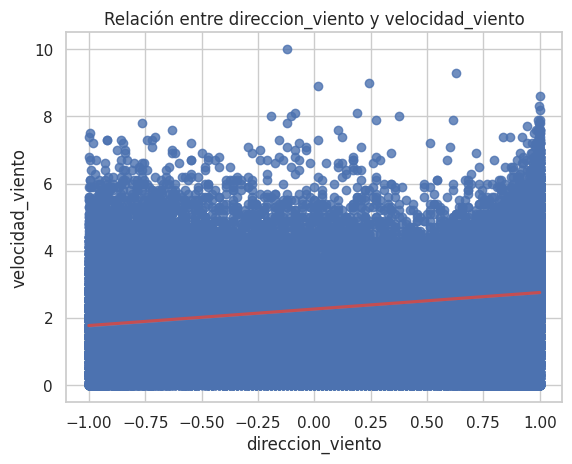 Relación entre direccion_viento y velocidad_viento
velocidad_viento
10
8
6
4
2
0
−1.00 −0.75 −0.50 −0.25 0.00 0.25 0.50 0.75 1.00
direccion_viento